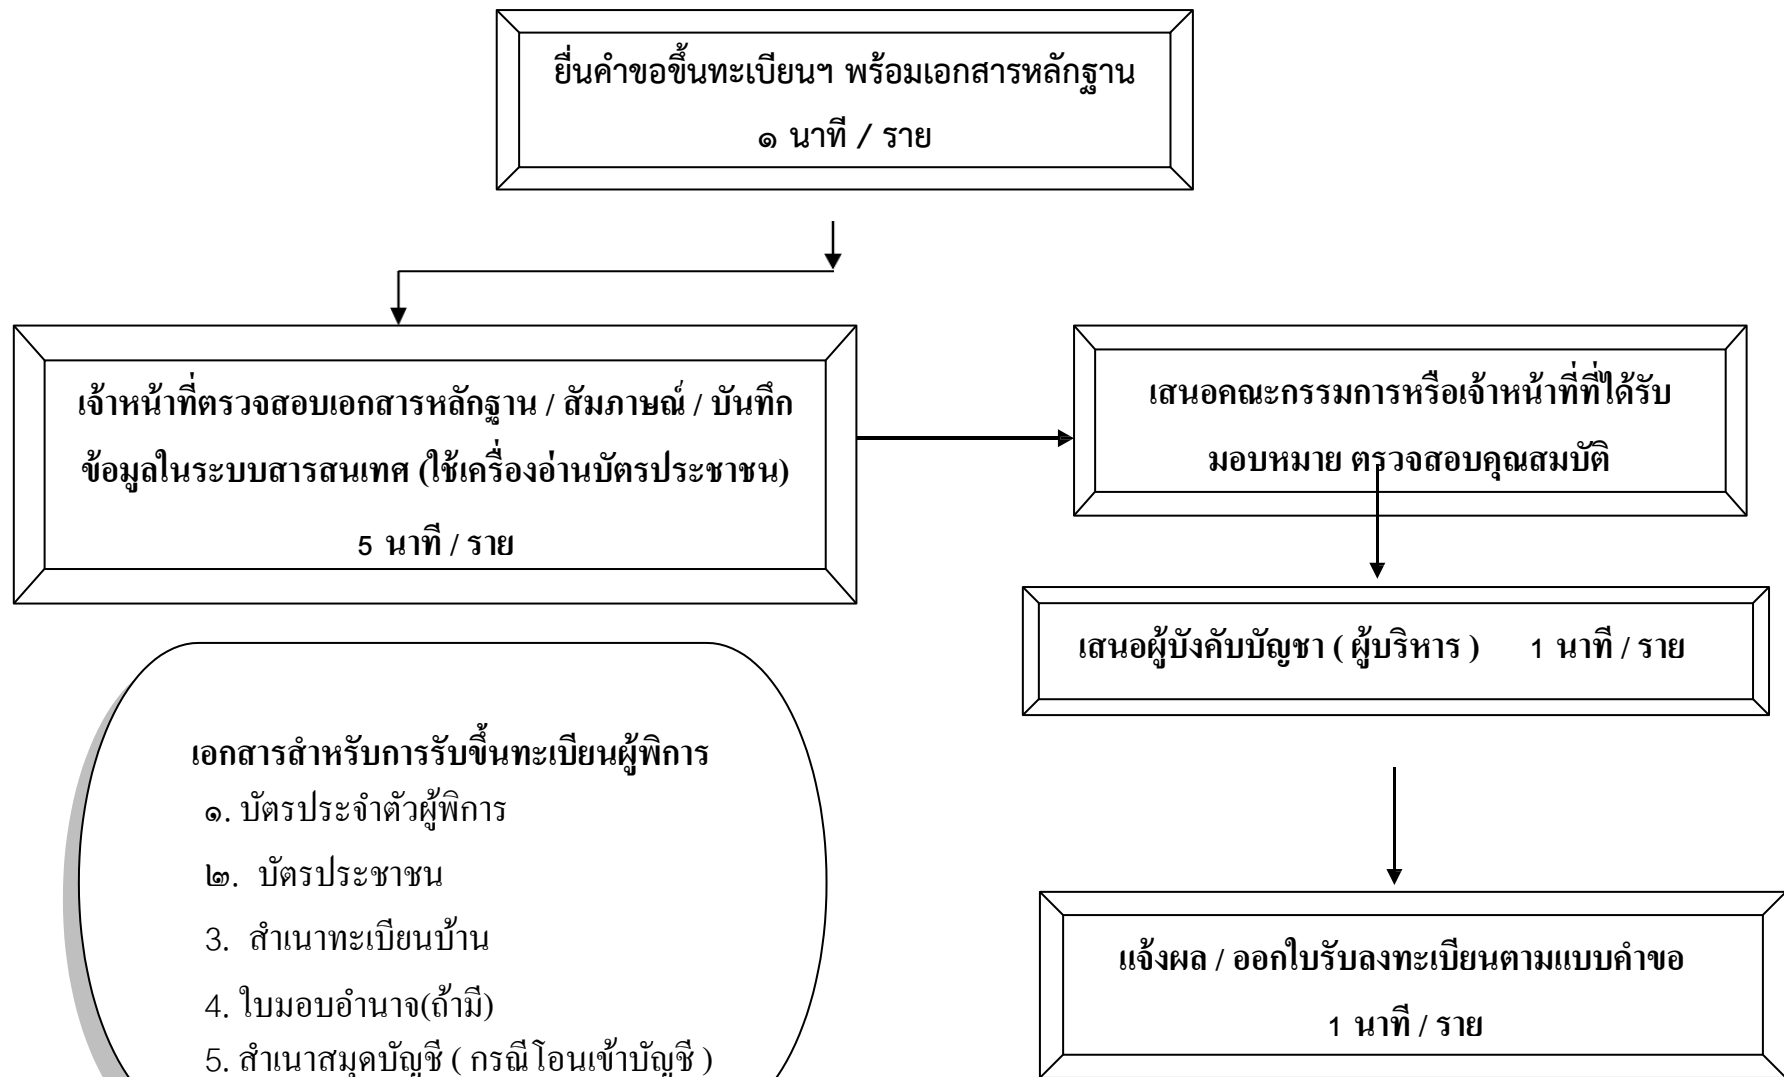 ยื่นคำขอขึ้นทะเบียนฯ พร้อมเอกสารหลักฐาน
๑ นาที / ราย
เจ้าหน้าที่ตรวจสอบเอกสารหลักฐาน / สัมภาษณ์ / บันทึก
ข้อมูลในระบบสารสนเทศ (ใช้เครื่องอ่านบัตรประชาชน)
5 นาที / ราย
เสนอคณะกรรมการหรือเจ้าหน้าที่ที่ได้รับ
มอบหมาย ตรวจสอบคุณสมบัติ
เสนอผู้บังคับบัญชา ( ผู้บริหาร ) 1 นาที / ราย
แจ้งผล / ออกใบรับลงทะเบียนตามแบบคำขอ
1 นาที / ราย
เอกสารสำหรับการรับขึ้นทะเบียนผู้พิการ
๑. บัตรประจำตัวผู้พิการ
๒. บัตรประชาชน
3. สำเนาทะเบียนบ้าน
4. ใบมอบอำนาจ(ถ้ามี)
5. สำเนาสมุดบัญชี ( กรณีโอนเข้าบัญชี )